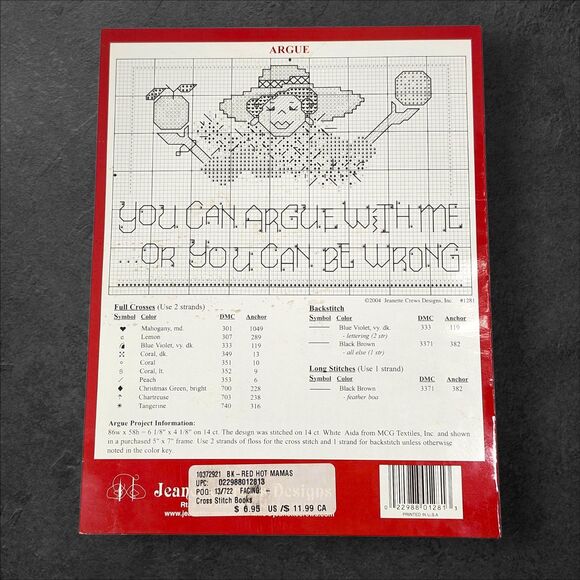 ARGUE
YOU CAN ARGUE WITH ME
...OR YOU CAN BE WRONG
©2004 Jeanette Crews Designs, Inc. #1281
Full Crosses (Use 2 strands)
Symbol Color DMC Anchor
♥ Mahogany, md. 301 1049
Lemon 307 289
Blue Violet, vy. dk. 333 119
Coral, dk. 349 13
Coral 351 10
Coral, lt. 352 9
/ Peach 353 6
◆ Christmas Green, bright 700 228
Chartreuse 703 238
Tangerine 740 316
Backstitch
Symbol Color DMC Anchor
Blue Violet, vy. dk. 333 119
- lettering (2 str)
Black Brown 3371 382
- all else (1 str)
Long Stitches (Use 1 strand)
Symbol Color DMC Anchor
Black Brown 3371 382
- feather boa
Argue Project Information:
86w x 58h = 6 1/8" x 4 1/8" on 14 ct. The design was stitched on 14 ct. White Aida from MCG Textiles, Inc. and shown
in a purchased 5" x 7" frame. Use 2 strands of floss for the cross stitch and 1 strand for backstitch unless otherwise
noted in the color key.
Designs
10372921 BK-RED HOT MAMAS
UPC: 022988012813
POG: 13/722 FACING:
Cross Stitch Books
$ 6.95 US /$ 11.99 CA
0 22988 01281 3
PRINTED IN U.S.A